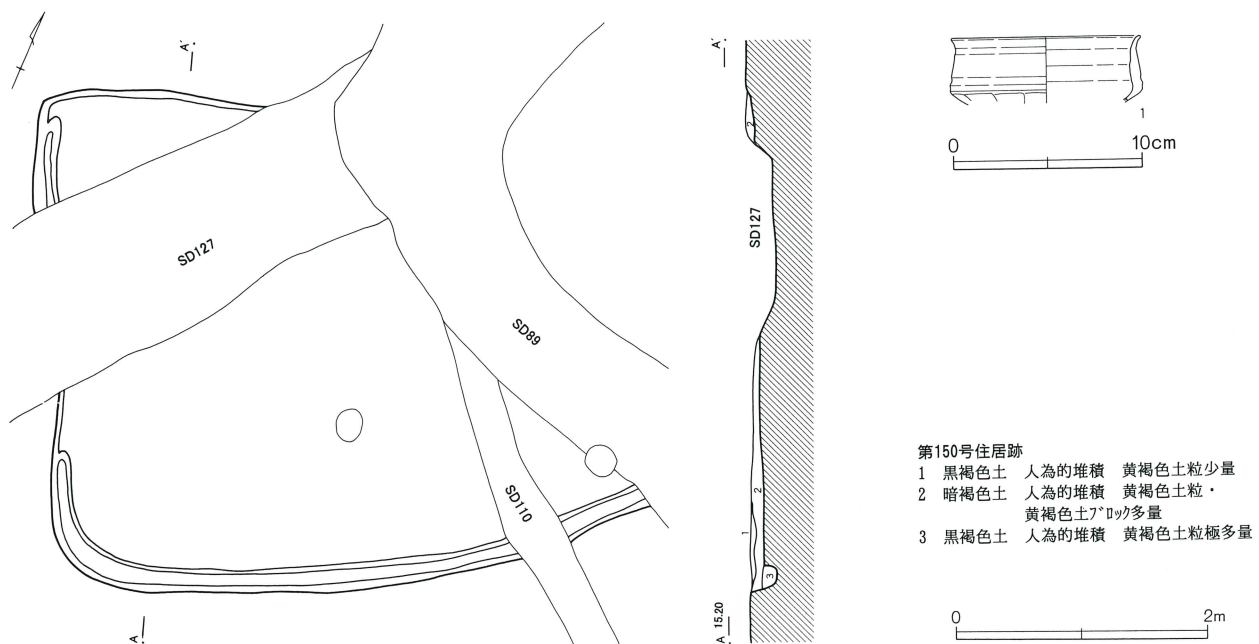 A´
SD127
SD89
SD110
A
A´
2
SD127
2
1
3
A 15.20
1
0 10cm
第150号住居跡
1 黒褐色土 人為的堆積 黄褐色土粒少量
2 暗褐色土 人為的堆積 黄褐色土粒・
黄褐色土ブロック多量
3 黒褐色土 人為的堆積 黄褐色土粒極多量
0 2m